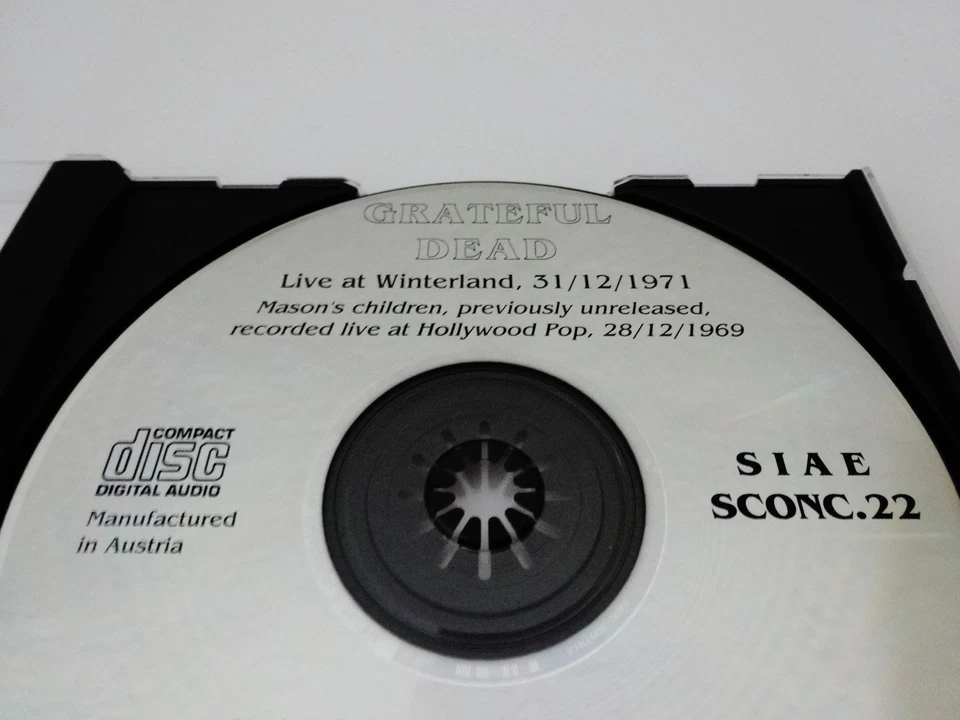 GRATEFUL
DEAD
Live at Winterland, 31/12/1971
Mason's children, previously unreleased,
recorded live at Hollywood Pop, 28/12/1969
COMPACT
disc
DIGITAL AUDIO
Manufactured
in Austria
S I A E
SCONC.22